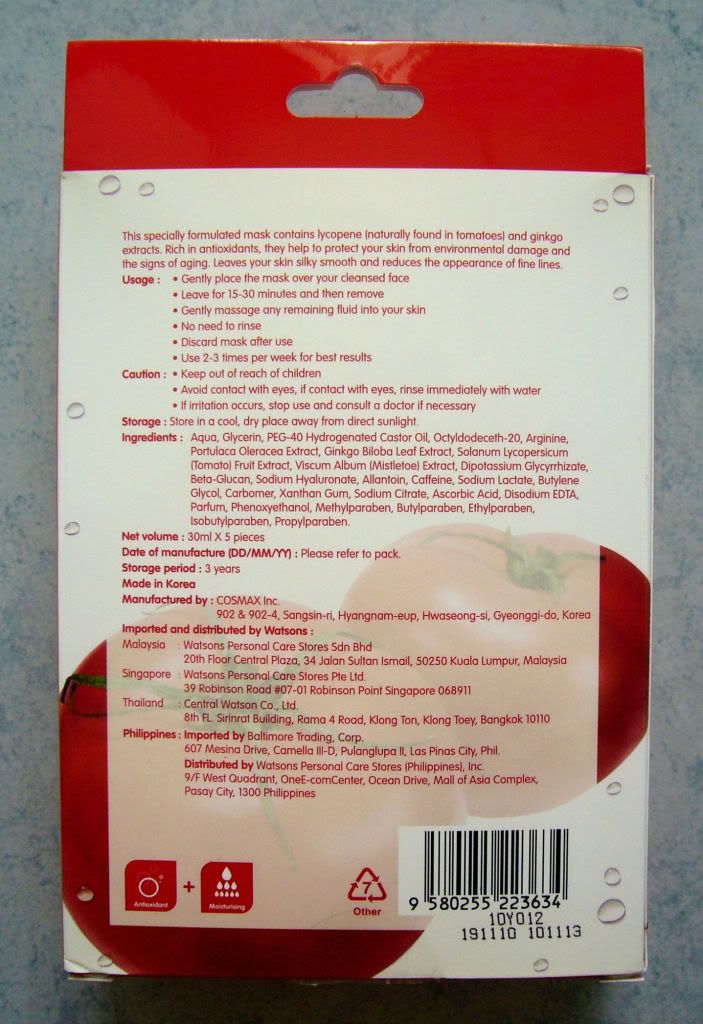 This specially formulated mask contains lycopene (naturally found in tomatoes) and ginkgo
extracts. Rich in antioxidants, they help to protect your skin from environmental damage and
the signs of aging. Leaves your skin silky smooth and reduces the appearance of fine lines.
Usage : • Gently place the mask over your cleansed face
• Leave for 15-30 minutes and then remove
• Gently massage any remaining fluid into your skin
• No need to rinse
• Discard mask after use
• Use 2-3 times per week for best results
Caution : • Keep out of reach of children
• Avoid contact with eyes, if contact with eyes, rinse immediately with water
• If irritation occurs, stop use and consult a doctor if necessary
Storage : Store in a cool, dry place away from direct sunlight.
Ingredients : Aqua, Glycerin, PEG-40 Hydrogenated Castor Oil, Octyldodeceth-20, Arginine,
Portulaca Oleracea Extract, Ginkgo Biloba Leaf Extract, Solanum Lycopersicum
(Tomato) Fruit Extract, Viscum Album (Mistletoe) Extract, Dipotassium Glycyrrhizate,
Beta-Glucan, Sodium Hyaluronate, Allantoin, Caffeine, Sodium Lactate, Butylene
Glycol, Carbomer, Xanthan Gum, Sodium Citrate, Ascorbic Acid, Disodium EDTA,
Parfum, Phenoxyethanol, Methylparaben, Butylparaben, Ethylparaben,
Isobutylparaben, Propylparaben.
Net volume : 30ml X 5 pieces
Date of manufacture (DD/MM/YY) : Please refer to pack.
Storage period : 3 years
Made in Korea
Manufactured by : COSMAX Inc.
902 & 902-4, Sangsin-ri, Hyangnam-eup, Hwaseong-si, Gyeonggi-do, Korea
Imported and distributed by Watsons :
Malaysia : Watsons Personal Care Stores Sdn Bhd
20th Floor Central Plaza, 34 Jalan Sultan Ismail, 50250 Kuala Lumpur, Malaysia
Singapore : Watsons Personal Care Stores Pte Ltd.
39 Robinson Road #07-01 Robinson Point Singapore 068911
Thailand : Central Watson Co., Ltd.
8th FL. Sirinrat Building, Rama 4 Road, Klong Ton, Klong Toey, Bangkok 10110
Philippines : Imported by Baltimore Trading, Corp.
607 Mesina Drive, Camella III-D, Pulanglupa II, Las Pinas City, Phil.
Distributed by Watsons Personal Care Stores (Philippines), Inc.
9/F West Quadrant, OneE-comCenter, Ocean Drive, Mall of Asia Complex,
Pasay City, 1300 Philippines
Antioxidant + Moisturising
7
Other
9 580255 223634
10Y012
191110 101113